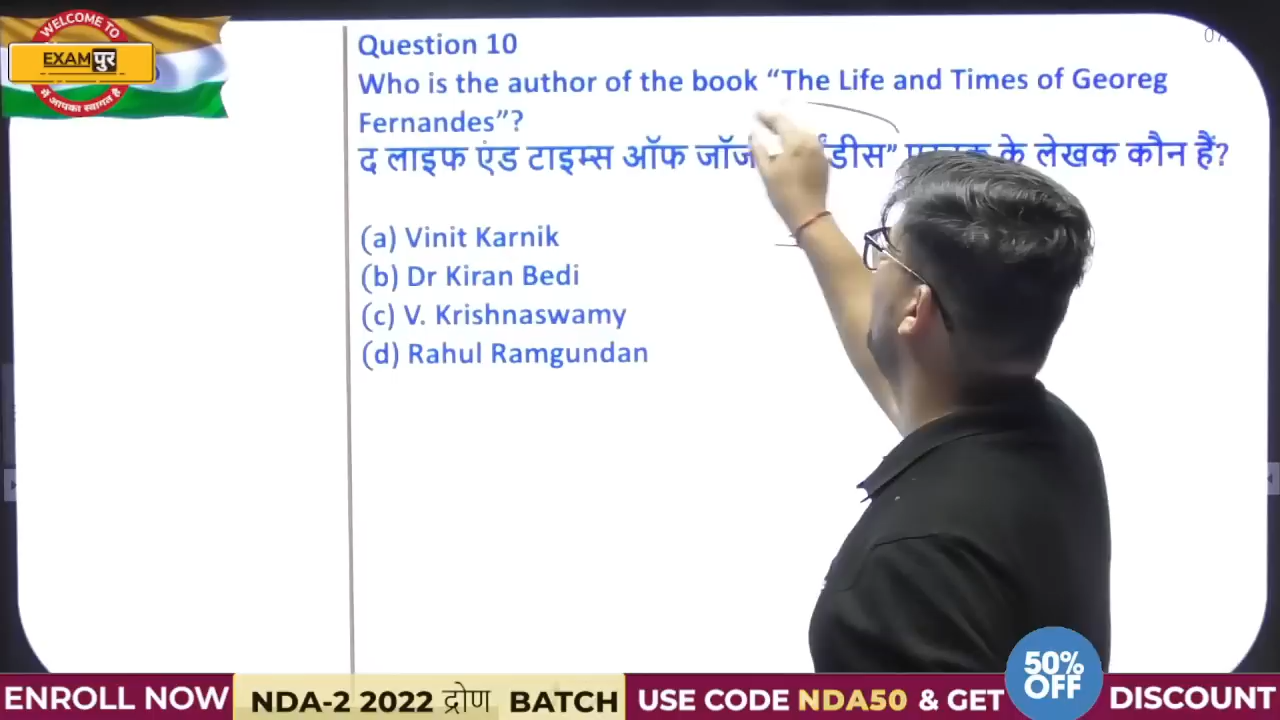 WELCOME TO
EXAMपुर
में आपका स्वागत है
Question 10
Who is the author of the book “The Life and Times of Georeg
Fernandes”?
द लाइफ एंड टाइम्स ऑफ के लेखक कौन हैं?
(a) Vinit Karnik
(b) Dr Kiran Bedi
(c) V. Krishnaswamy
(d) Rahul Ramgundan
ENROLL NOW
NDA-2 2022 द्रोण BATCH
USE CODE NDA50 & GET
50% OFF
DISCOUNT